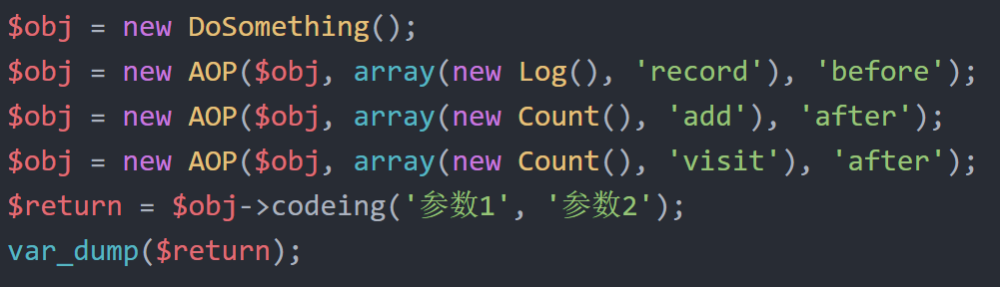 $obj = new DoSomething();
$obj = new AOP($obj, array(new Log(), 'record'), 'before');
$obj = new AOP($obj, array(new Count(), 'add'), 'after');
$obj = new AOP($obj, array(new Count(), 'visit'), 'after');
$return = $obj->codeing('参数1', '参数2');
var_dump($return);